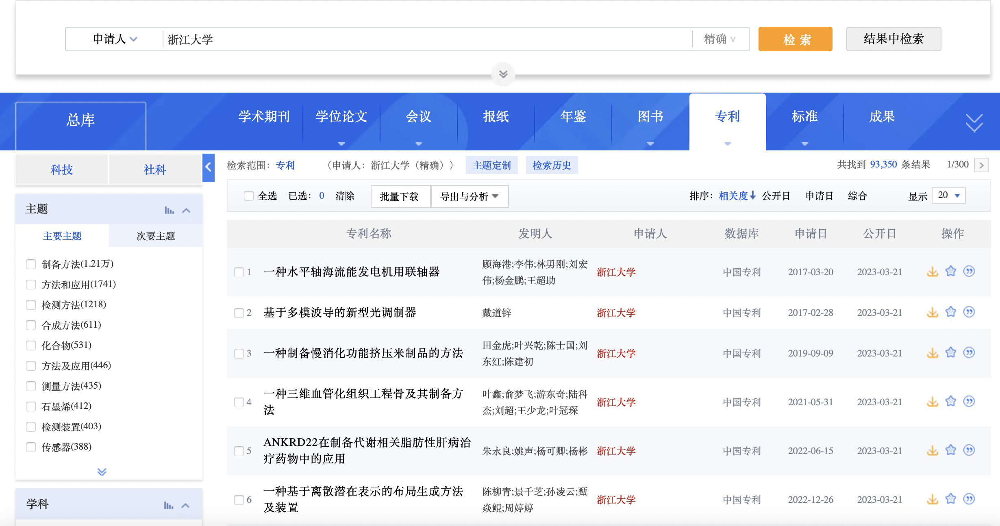 申请人 浙江大学 精确 检 索 结果中检索
总库 学术期刊 学位论文 会议 报纸 年鉴 图书 专利 标准 成果
科技 社科
检索范围：专利 （申请人：浙江大学（精确）） 主题定制 检索历史 共找到 93,350 条结果 1/300
全选 已选：0 清除 批量下载 导出与分析 排序：相关度 公开日 申请日 综合 显示 20
主题
主要主题 次要主题
制备方法(1.21万)
方法和应用(1741)
检测方法(1218)
合成方法(611)
化合物(531)
方法及应用(446)
测量方法(435)
石墨烯(412)
检测装置(403)
传感器(388)
学科
专利名称 发明人 申请人 数据库 申请日 公开日 操作
1 一种水平轴海流能发电机用联轴器 顾海港;李伟;林勇刚;刘宏
伟;杨金鹏;王超助 浙江大学 中国专利 2017-03-20 2023-03-21
2 基于多模波导的新型光调制器 戴道锌 浙江大学 中国专利 2017-02-28 2023-03-21
3 一种制备慢消化功能挤压米制品的方法 田金虎;叶兴乾;陈士国;刘
东红;陈建初 浙江大学 中国专利 2019-09-09 2023-03-21
4 一种三维血管化组织工程骨及其制备方
法 叶鑫;俞梦飞;游东奇;陆科
杰;刘超;王少龙;叶冠琛 浙江大学 中国专利 2021-05-31 2023-03-21
5 ANKRD22在制备代谢相关脂肪性肝病治
疗药物中的应用 朱永良;姚声;杨可卿;杨彬 浙江大学 中国专利 2022-06-15 2023-03-21
6 一种基于离散潜在表示的布局生成方法
及装置 陈柳青;景千芝;孙凌云;甄
焱鲲;周婷婷 浙江大学 中国专利 2022-12-26 2023-03-21